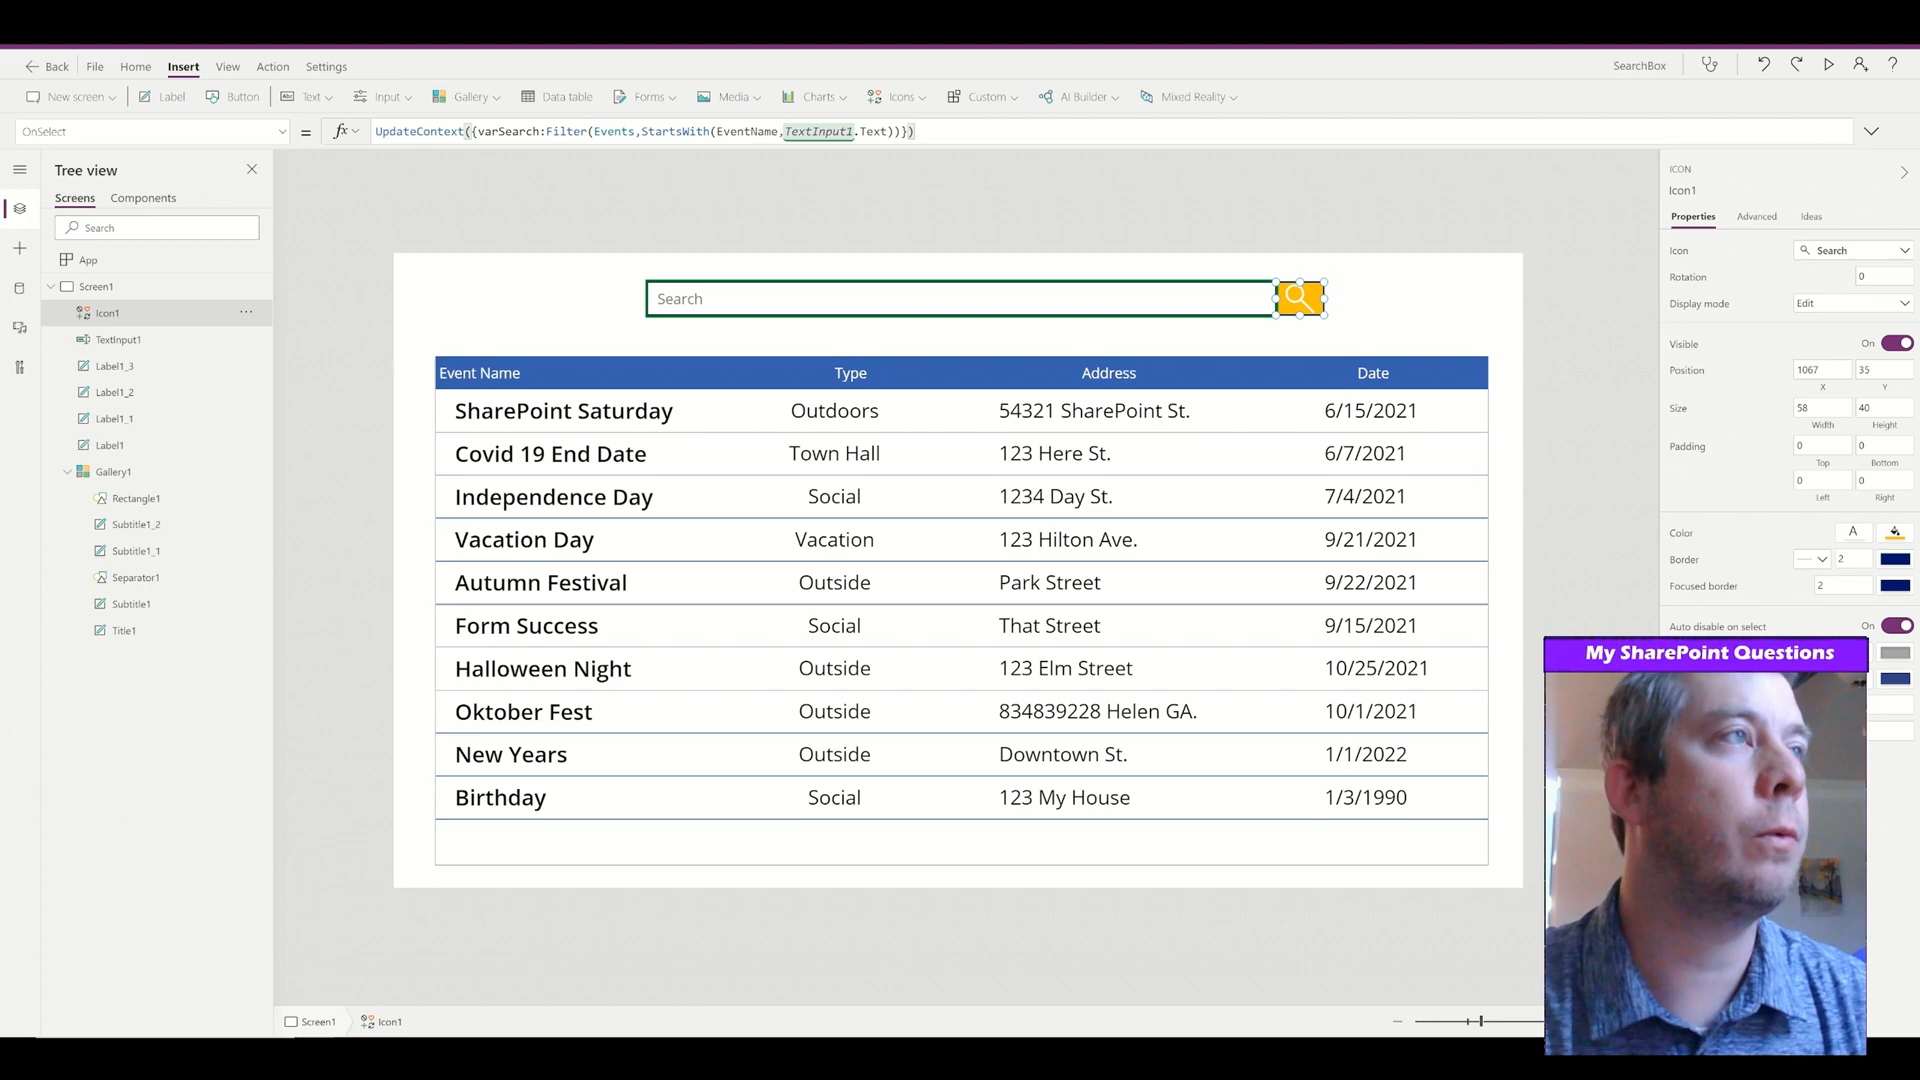 Back File Home Insert View Action Settings SearchBox
New screen Label Button Text Input Gallery Data table Forms Media Charts Icons Custom AI Builder Mixed Reality
OnSelect = fx UpdateContext({varSearch:Filter(Events,StartsWith(EventName,TextInput1.Text))})
Tree view
Screens Components
Search
App
Screen1
Icon1
TextInput1
Label1_3
Label1_2
Label1_1
Label1
Gallery1
Rectangle1
Subtitle1_2
Subtitle1_1
Separator1
Subtitle1
Title1
Search
Event Name Type Address Date
SharePoint Saturday Outdoors 54321 SharePoint St. 6/15/2021
Covid 19 End Date Town Hall 123 Here St. 6/7/2021
Independence Day Social 1234 Day St. 7/4/2021
Vacation Day Vacation 123 Hilton Ave. 9/21/2021
Autumn Festival Outside Park Street 9/22/2021
Form Success Social That Street 9/15/2021
Halloween Night Outside 123 Elm Street 10/25/2021
Oktober Fest Outside 834839228 Helen GA. 10/1/2021
New Years Outside Downtown St. 1/1/2022
Birthday Social 123 My House 1/3/1990
Screen1 Icon1
ICON
Icon1
Properties Advanced Ideas
Icon Search
Rotation 0
Display mode Edit
Visible On
Position 1067 35
X Y
Size 58 40
Width Height
Padding 0 0
Top Bottom
0 0
Left Right
Color A
Border 2
Focused border 2
Auto disable on select On
My SharePoint Questions